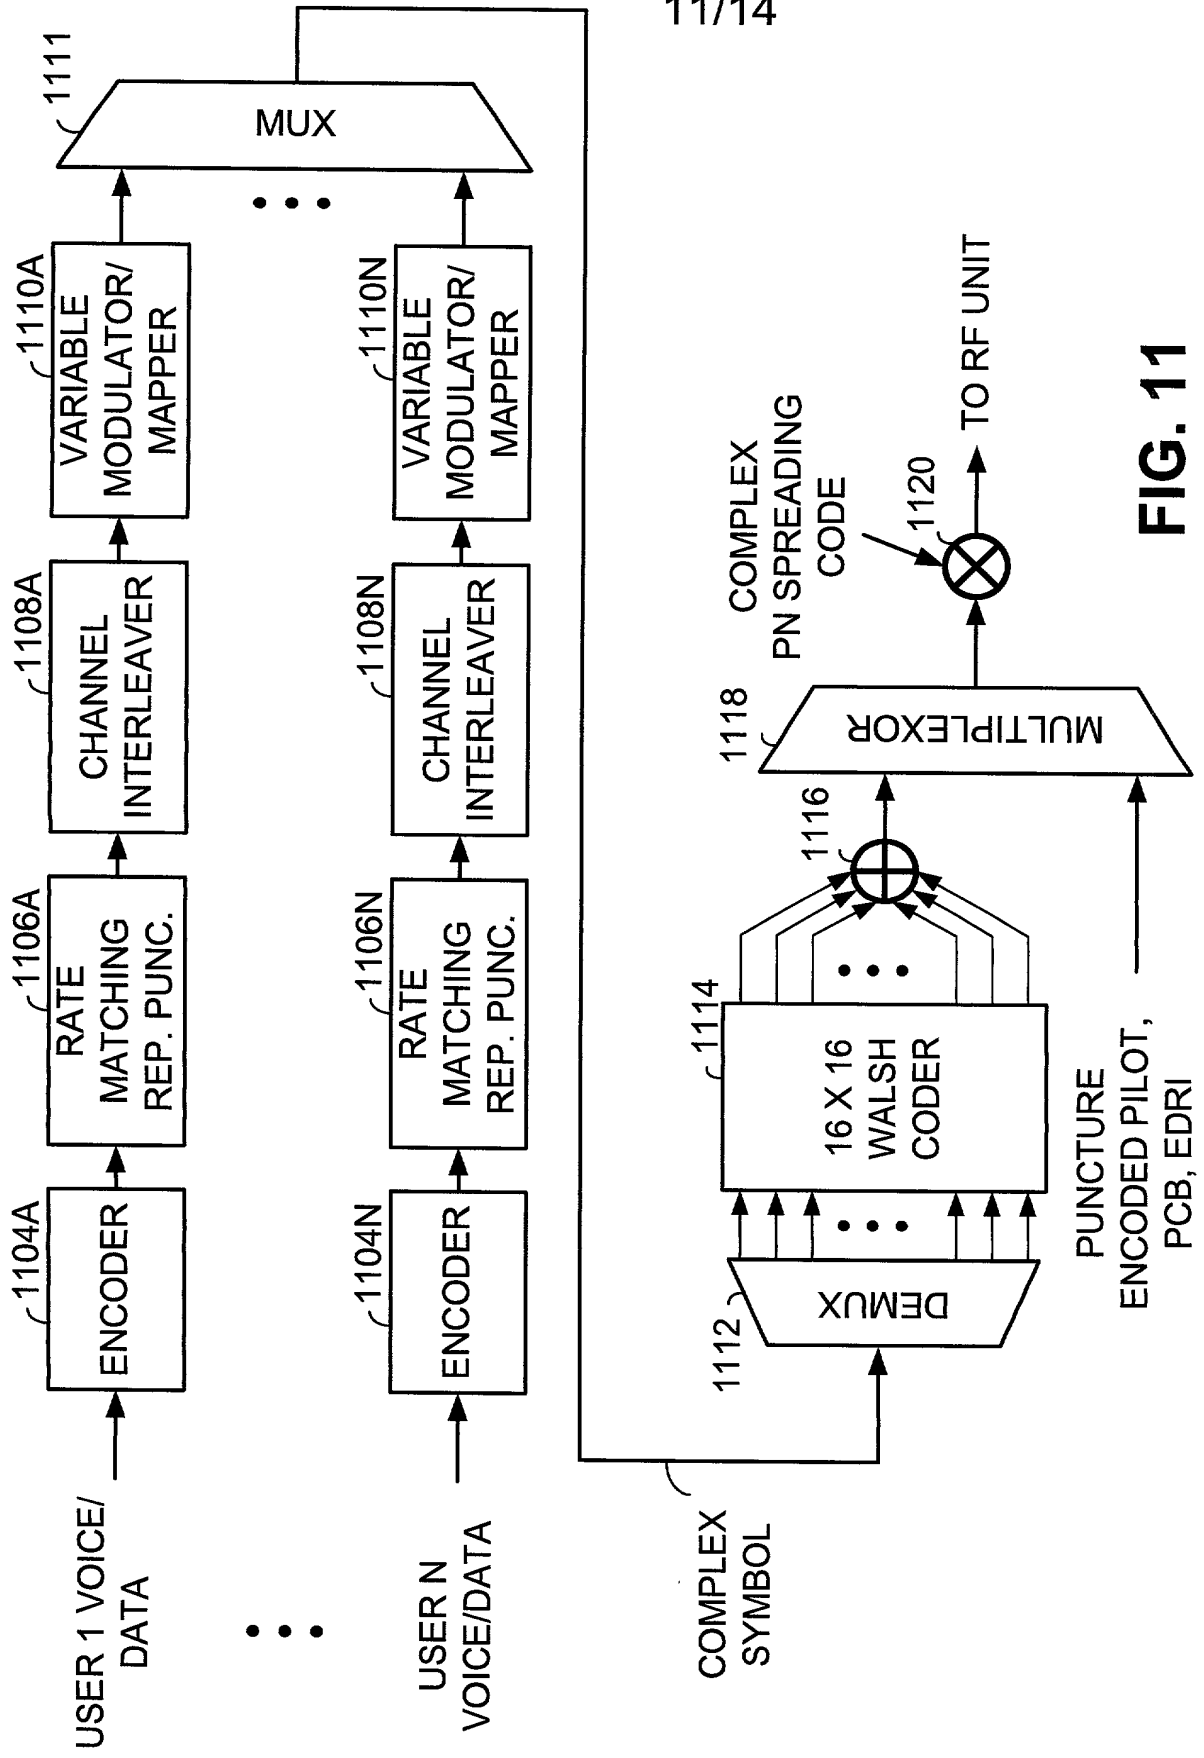 11/14
USER 1 VOICE/
DATA
1104A
ENCODER
1106A
RATE
MATCHING
REP. PUNC.
1108A
CHANNEL
INTERLEAVER
1110A
VARIABLE
MODULATOR/
MAPPER
1111
MUX
USER N
VOICE/DATA
1104N
ENCODER
1106N
RATE
MATCHING
REP. PUNC.
1108N
CHANNEL
INTERLEAVER
1110N
VARIABLE
MODULATOR/
MAPPER
COMPLEX
SYMBOL
1112
DEMUX
1114
16 X 16
WALSH
CODER
1116
1118
MULTIPLEXOR
COMPLEX
PN SPREADING
CODE
1120
TO RF UNIT
PUNCTURE
ENCODED PILOT,
PCB, EDRI
FIG. 11